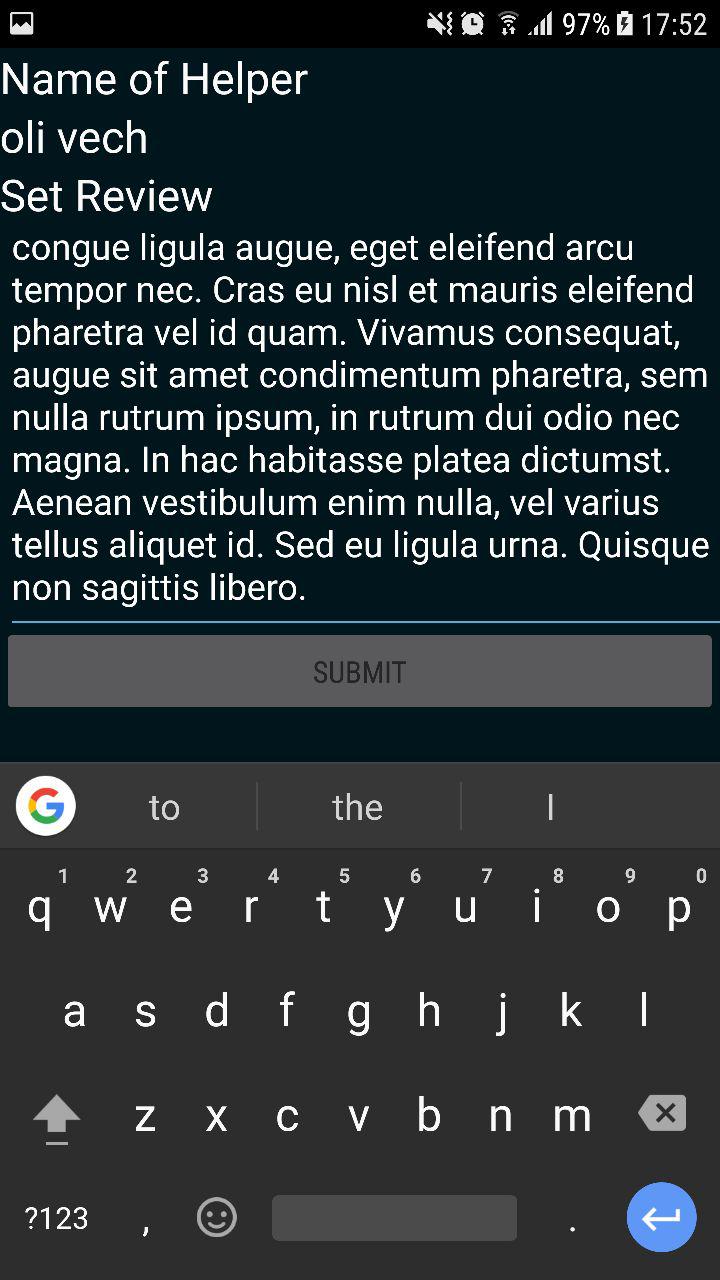 97% 17:52
Name of Helper
oli vech
Set Review
congue ligula augue, eget eleifend arcu
tempor nec. Cras eu nisl et mauris eleifend
pharetra vel id quam. Vivamus consequat,
augue sit amet condimentum pharetra, sem
nulla rutrum ipsum, in rutrum dui odio nec
magna. In hac habitasse platea dictumst.
Aenean vestibulum enim nulla, vel varius
tellus aliquet id. Sed eu ligula urna. Quisque
non sagittis libero.
SUBMIT
G to the I
1 2 3 4 5 6 7 8 9 0
q w e r t y u i o p
a s d f g h j k l
z x c v b n m
?123 , .